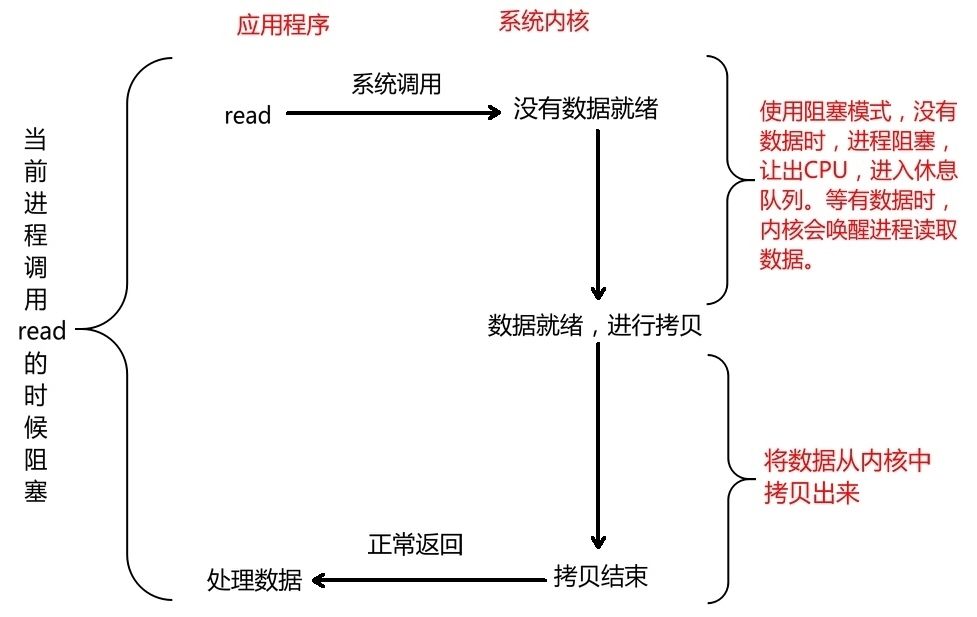 应用程序
系统内核
系统调用
read
没有数据就绪
使用阻塞模式，没有
数据时，进程阻塞，
让出CPU，进入休息
队列。等有数据时，
内核会唤醒进程读取
数据。
当
前
进
程
调
用
read
的
时
候
阻
塞
数据就绪，进行拷贝
将数据从内核中
拷贝出来
正常返回
处理数据
拷贝结束